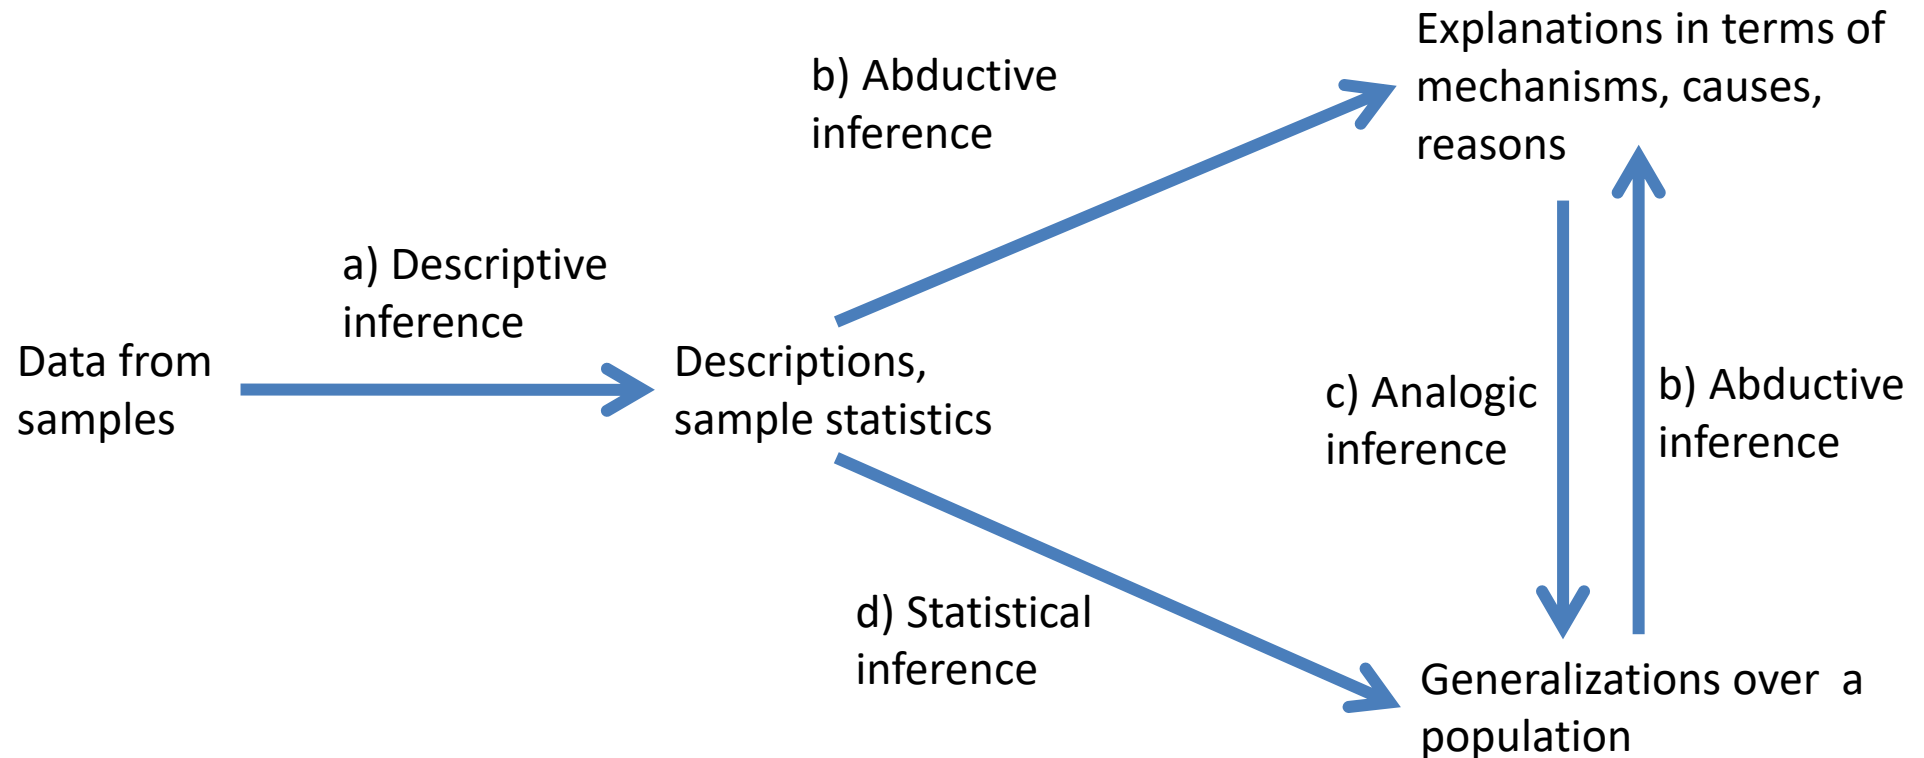 Explanations in terms of
mechanisms, causes,
reasons
b) Abductive
inference
a) Descriptive
inference
Data from
samples
Descriptions,
sample statistics
c) Analogic
inference
b) Abductive
inference
d) Statistical
inference
Generalizations over  a
population